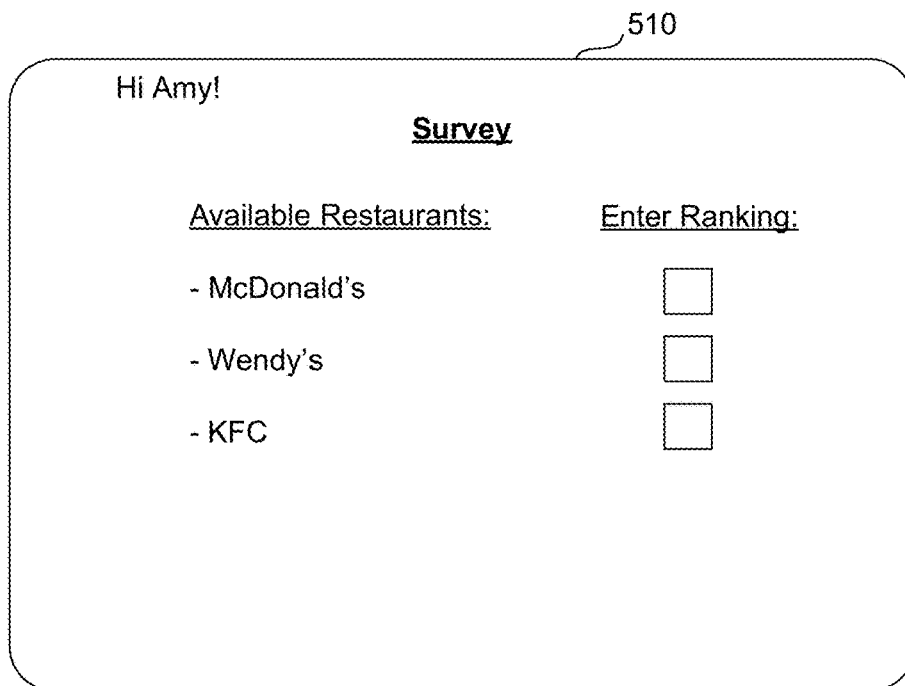 510
Hi Amy!
Survey
Available Restaurants: Enter Ranking:
- McDonald's
- Wendy's
- KFC